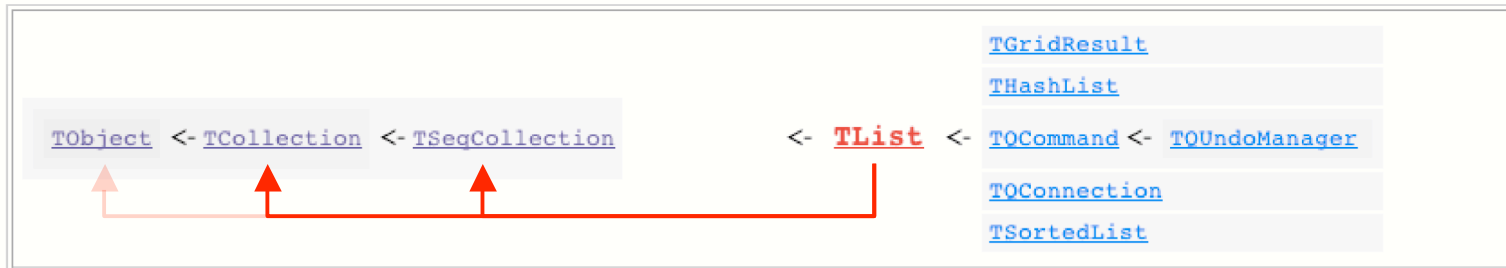 TGridResult
THashList
TObject <- TCollection <- TSeqCollection <- TList <- TQCommand <- TQUndoManager
TQConnection
TSortedList